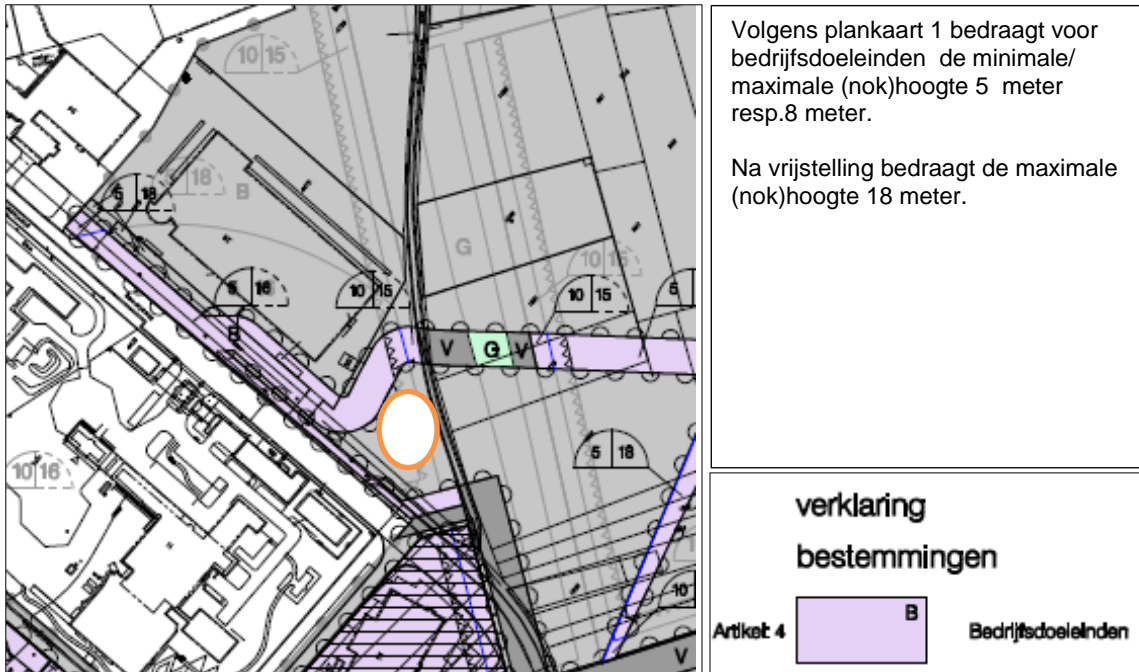 10 15
18
B
5 18
5 16
10 15
B
V G V
G
10 15
10 15
5
5 18
10 16
10
V
Volgens plankaart 1 bedraagt voor
bedrijfsdoeleinden de minimale/
maximale (nok)hoogte 5 meter
resp.8 meter.
Na vrijstelling bedraagt de maximale
(nok)hoogte 18 meter.
verklaring
bestemmingen
Artikel: 4
B
Bedrijfsdoeleinden